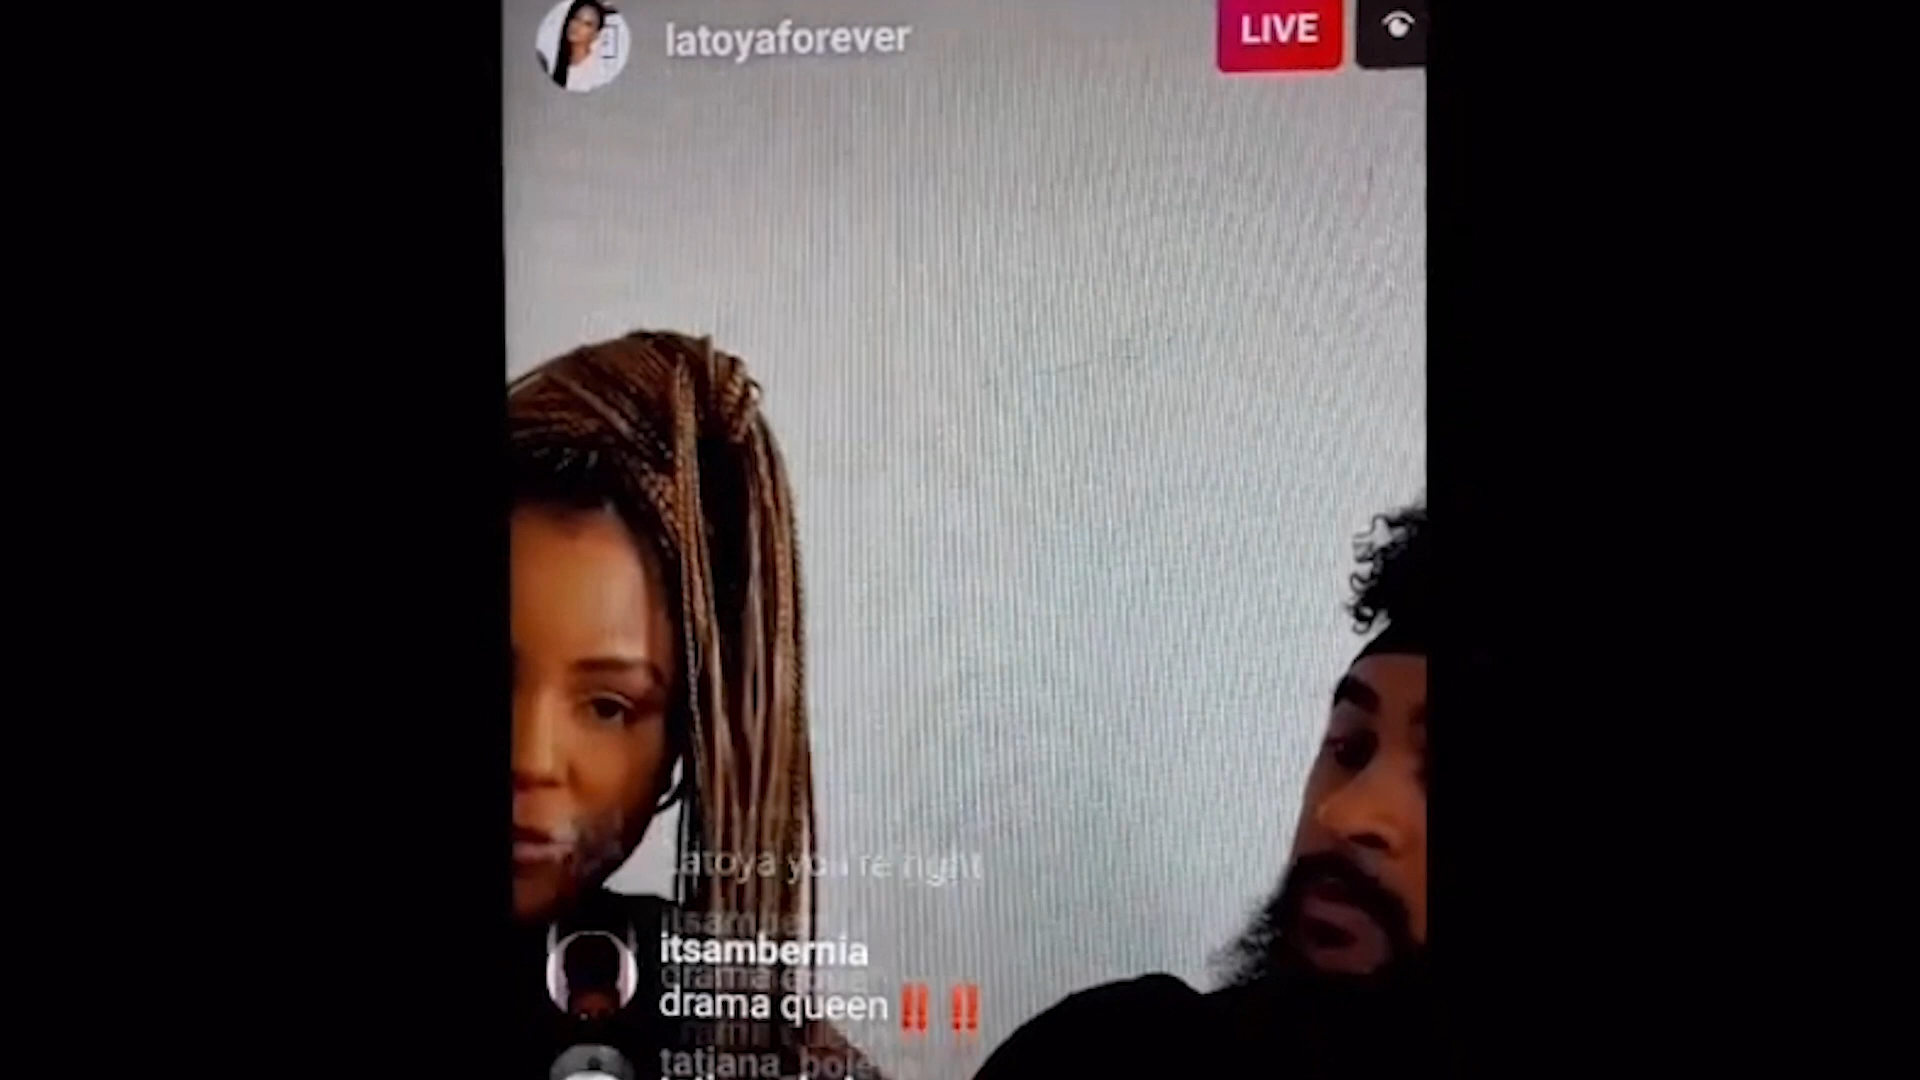 latoyaforever
LIVE
Latoya you're right
itsambernia
drama queen‼️ ‼️